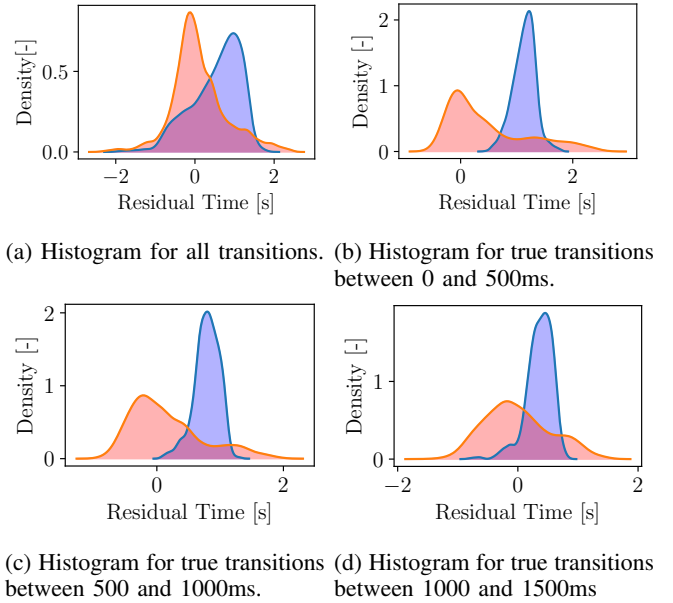 0.5
0.0
Density[-]
−2 0 2
Residual Time [s]
2
1
0
Density [-]
0 2
Residual Time [s]
(a) Histogram for all transitions.
(b) Histogram for true transitions
between 0 and 500ms.
2
1
0
Density [-]
0 2
Residual Time [s]
1
0
Density [-]
−2 0 2
Residual Time [s]
(c) Histogram for true transitions
between 500 and 1000ms.
(d) Histogram for true transitions
between 1000 and 1500ms